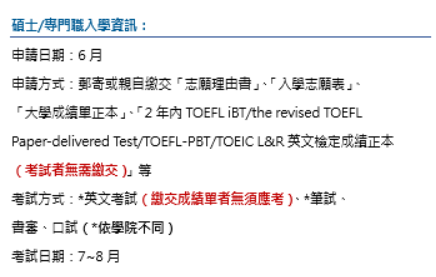 碩士/專門職入學資訊：
申請日期：6 月
申請方式：郵寄或親自繳交「志願理由書」、「入學志願表」、
「大學成績單正本」、「2 年內 TOEFL iBT/the revised TOEFL
Paper-delivered Test/TOEFL-PBT/TOEIC L&R 英文檢定成績正本
（考試者無需繳交）」等
考試方式：*英文考試（繳交成績單者無須應考）、*筆試、
書審、口試（*依學院不同）
考試日期：7~8 月